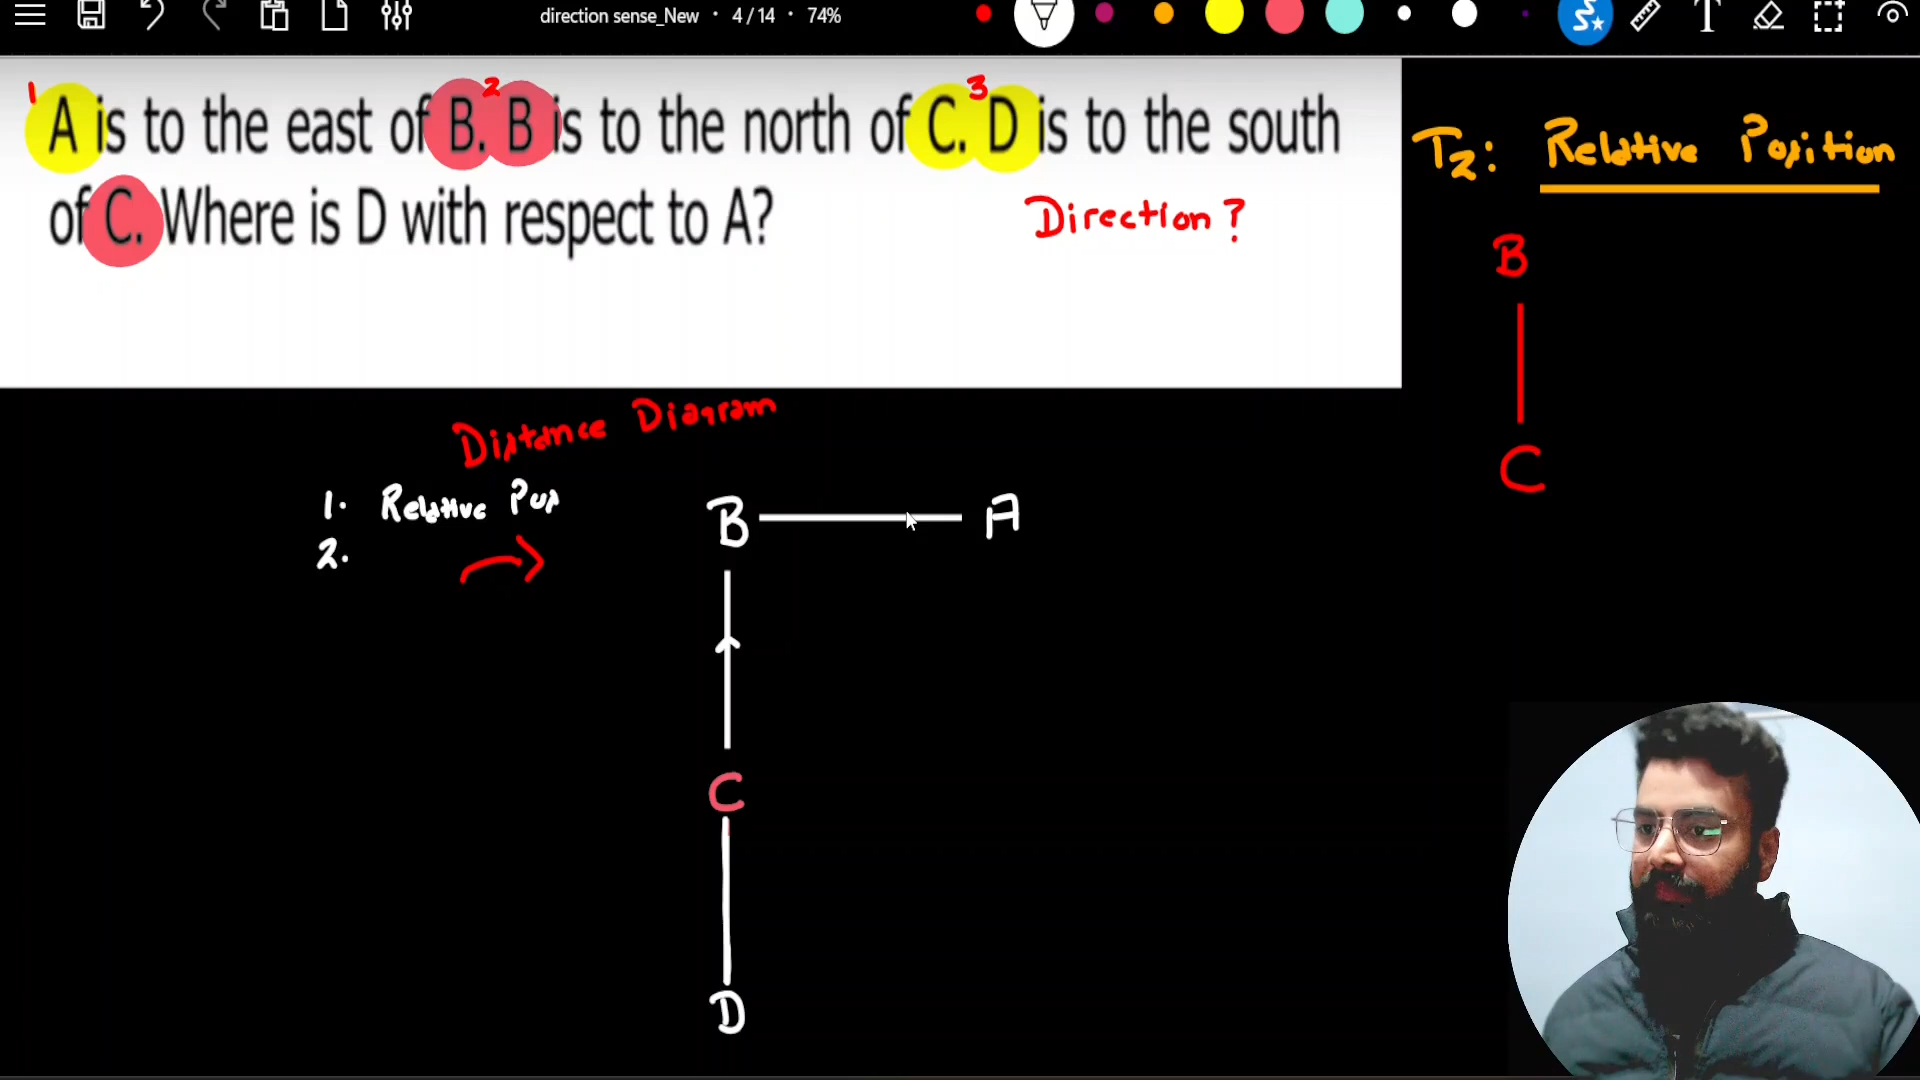 direction sense_New • 4 / 14 • 74%
T
1 2 3
A is to the east of B. B is to the north of C. D is to the south
of C. Where is D with respect to A?
Direction?
T2: Relative Position
B
C
Distance Diagram
1. Relative Pos
2.
B A
C
D